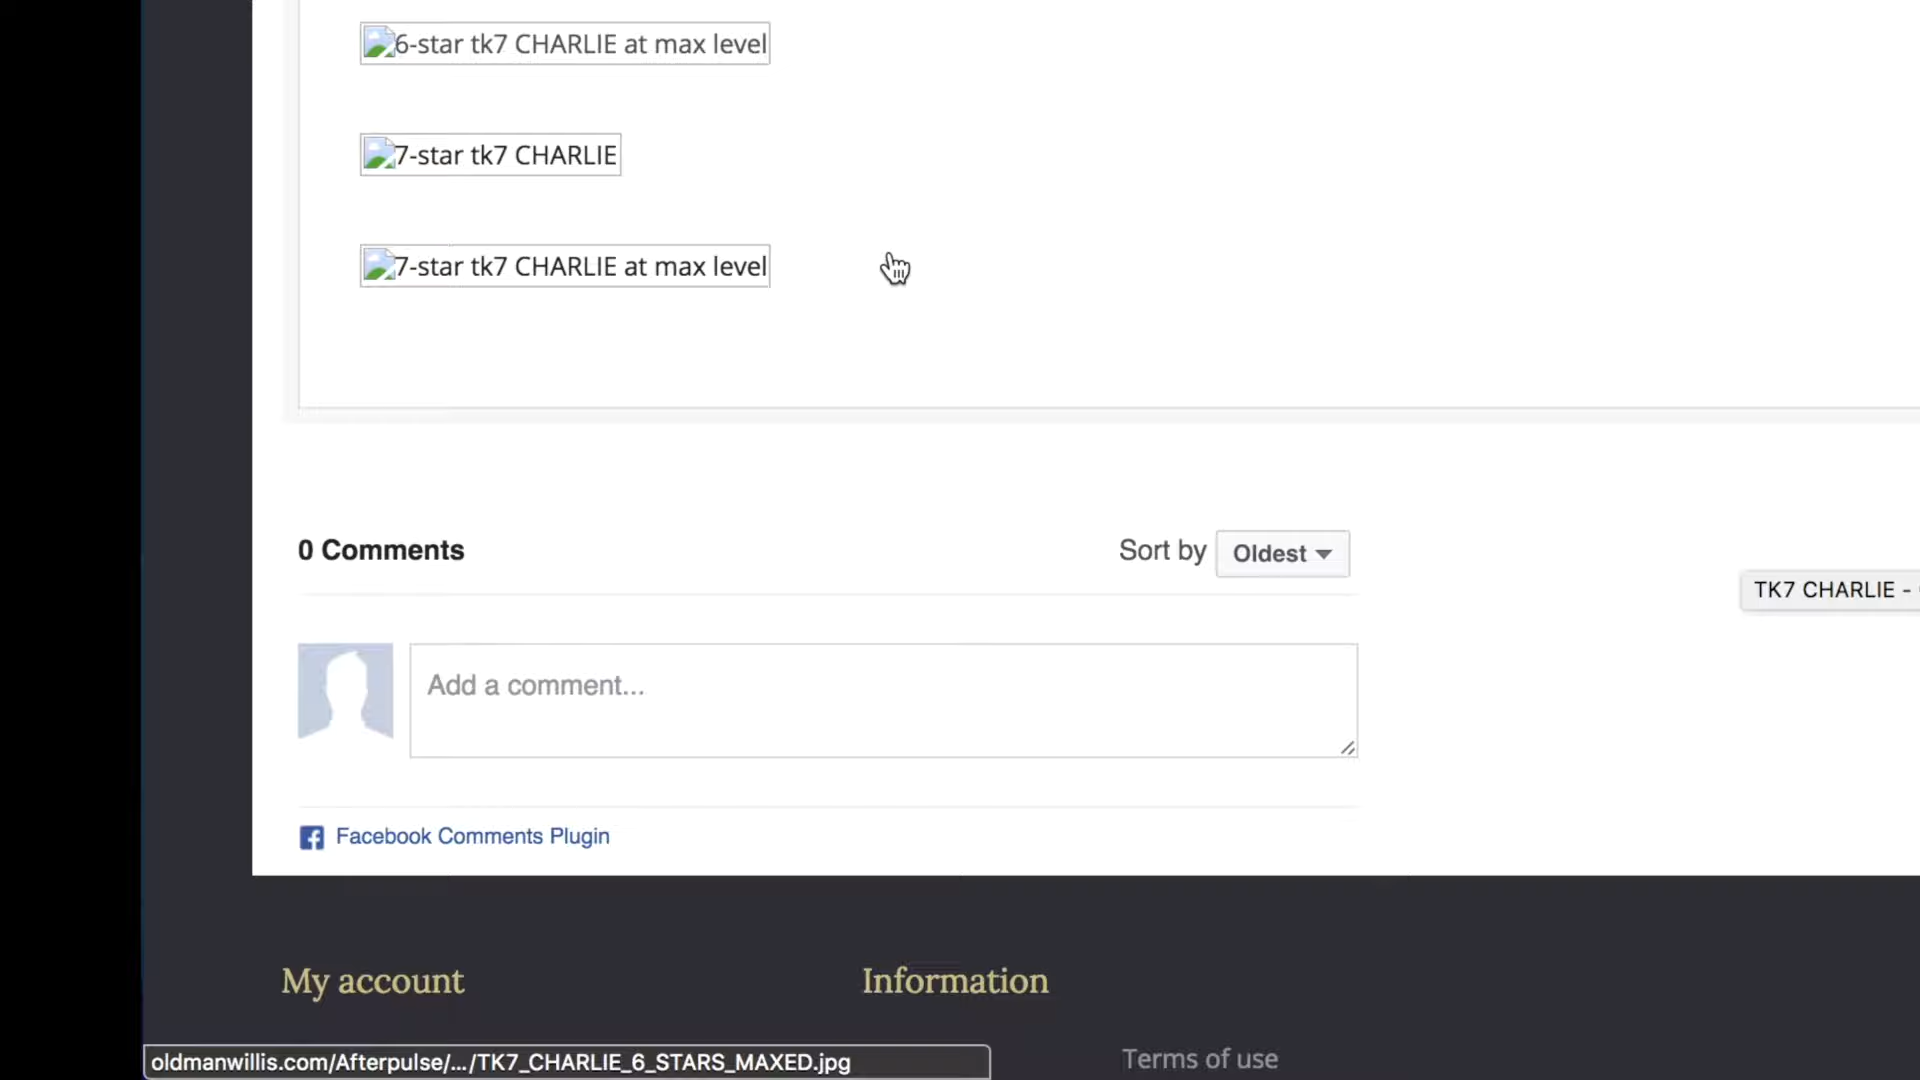 6-star tk7 CHARLIE at max level
7-star tk7 CHARLIE
7-star tk7 CHARLIE at max level
0 Comments
Sort by Oldest
TK7 CHARLIE -
Add a comment...
Facebook Comments Plugin
My account
Information
oldmanwillis.com/Afterpulse/.../TK7_CHARLIE_6_STARS_MAXED.jpg
Terms of use